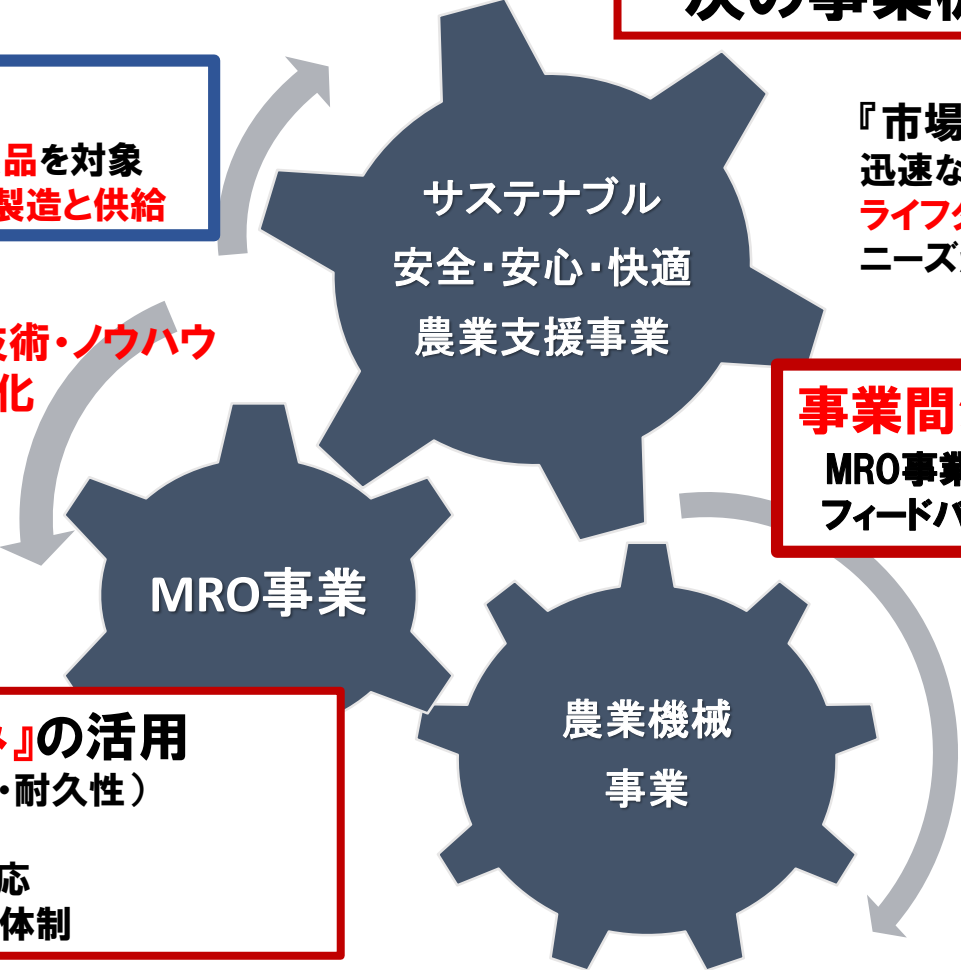 次の事業
品を対象
製造と供給
『市場
迅速な
ライフ
ニーズ
サステナブル
安全・安心・快適
農業支援事業
技術・ノウハウ
化
事業間
MRO事業
フィードバ
MRO事業
農業機械
事業
』の活用
・耐久性）
応
体制